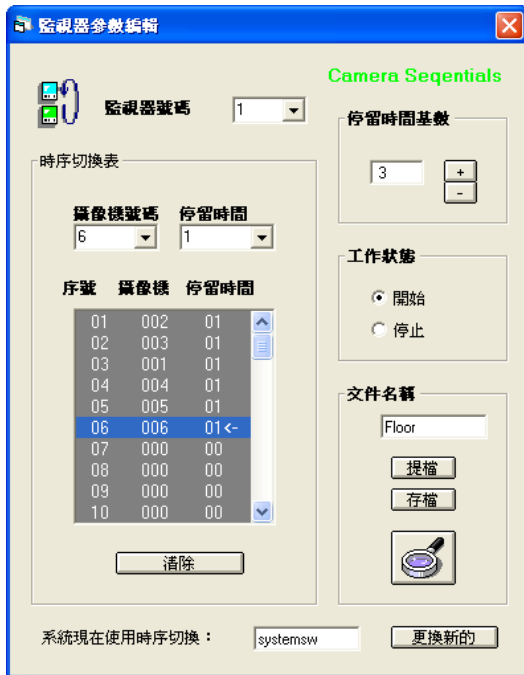 監視器參數編輯
Camera Seqentials
監視器號碼 1
停留時間基數
3
+
-
時序切換表
攝像機號碼 停留時間
6 1
序號 攝像機 停留時間
01 002 01
02 003 01
03 001 01
04 004 01
05 005 01
06 006 01<-
07 000 00
08 000 00
09 000 00
10 000 00
清除
工作狀態
開始
停止
文件名稱
Floor
提檔
存檔
系統現在使用時序切換： systemsw 更換新的